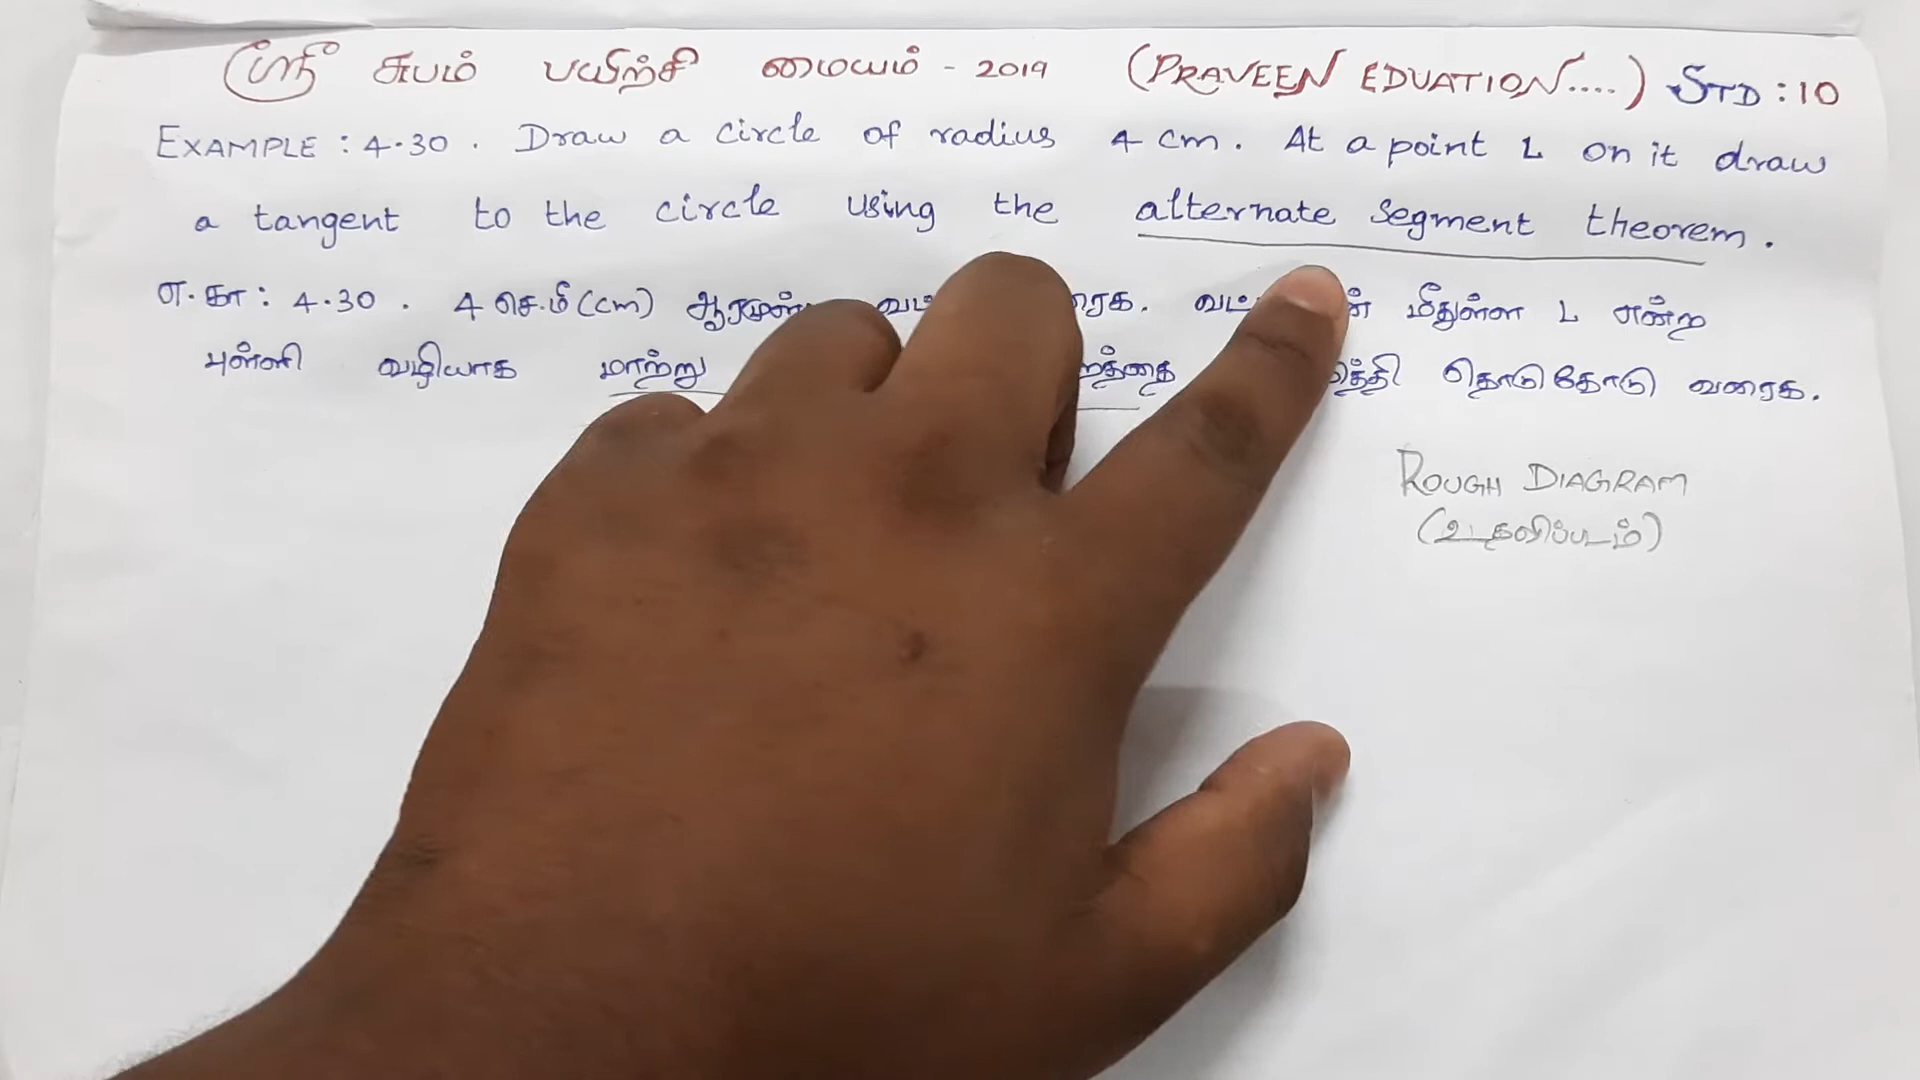 ஸ்ரீ சுபம் பயிற்சி மையம் - 2019 (PRAVEEN EDUATION....) STD : 10
EXAMPLE : 4.30 . Draw a circle of radius 4 cm. At a point L on it draw
a tangent to the circle using the alternate segment theorem.
எ.கா : 4.30 . 4 செ.மீ (cm) மீதுள்ள L என்ற
புள்ளி வழியாக மாற்று தொடுகோடு வரைக.
ROUGH DIAGRAM
(உதவிப்படம்)